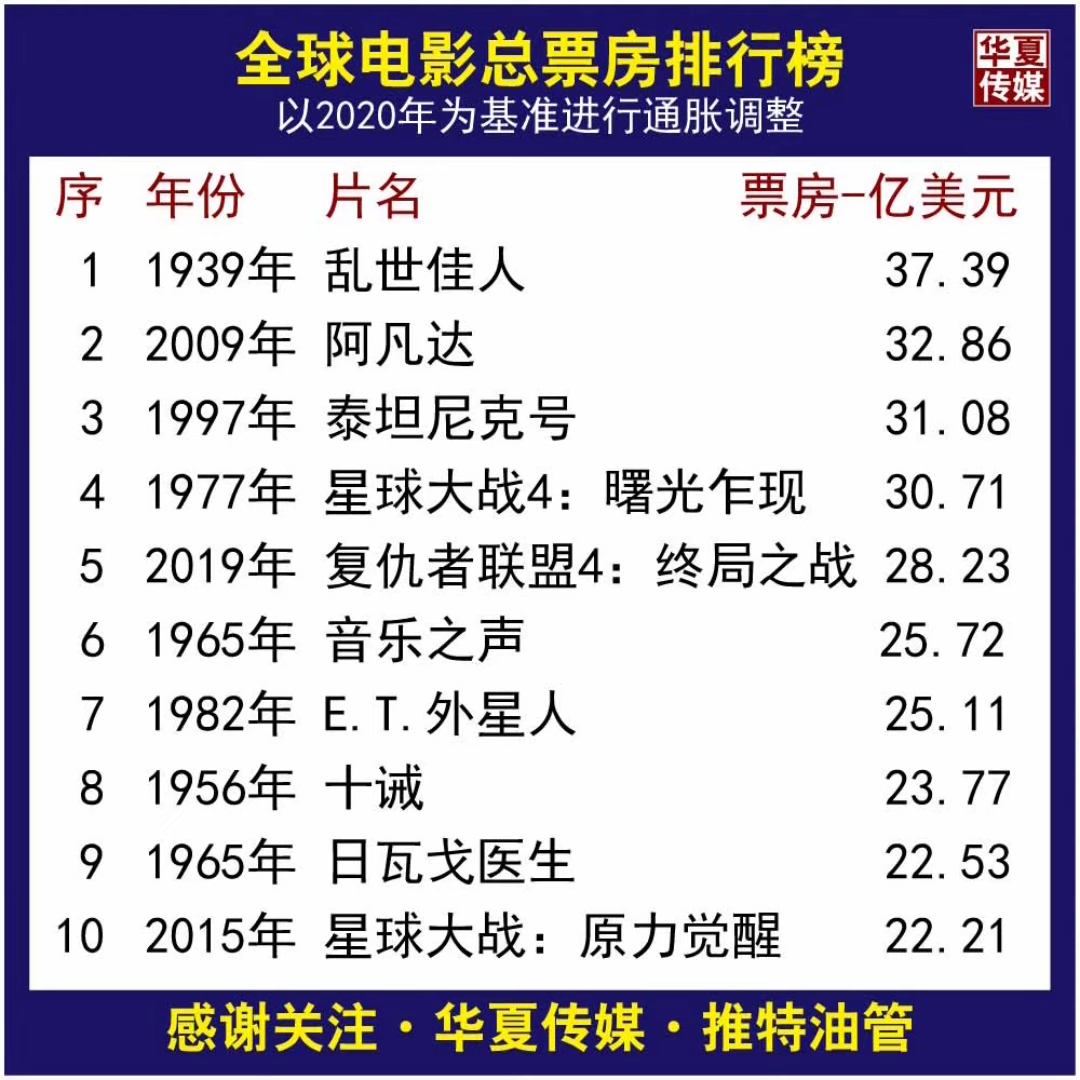 全球电影总票房排行榜
华夏
传媒
以2020年为基准进行通胀调整
序 年份 片名 票房-亿美元
1 1939年 乱世佳人 37.39
2 2009年 阿凡达 32.86
3 1997年 泰坦尼克号 31.08
4 1977年 星球大战4：曙光乍现 30.71
5 2019年 复仇者联盟4：终局之战 28.23
6 1965年 音乐之声 25.72
7 1982年 E.T.外星人 25.11
8 1956年 十诫 23.77
9 1965年 日瓦戈医生 22.53
10 2015年 星球大战：原力觉醒 22.21
感谢关注·华夏传媒·推特油管